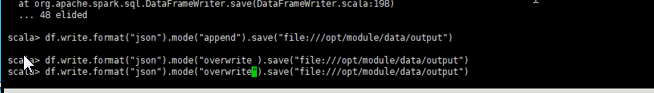 at org.apache.spark.sql.DataFrameWriter.save(DataFrameWriter.scala:198)
... 48 elided
scala> df.write.format("json").mode("append").save("file:///opt/module/data/output")
scala> df.write.format("json").mode("overwrite ).save("file:///opt/module/data/output")
scala> df.write.format("json").mode("overwrite").save("file:///opt/module/data/output")